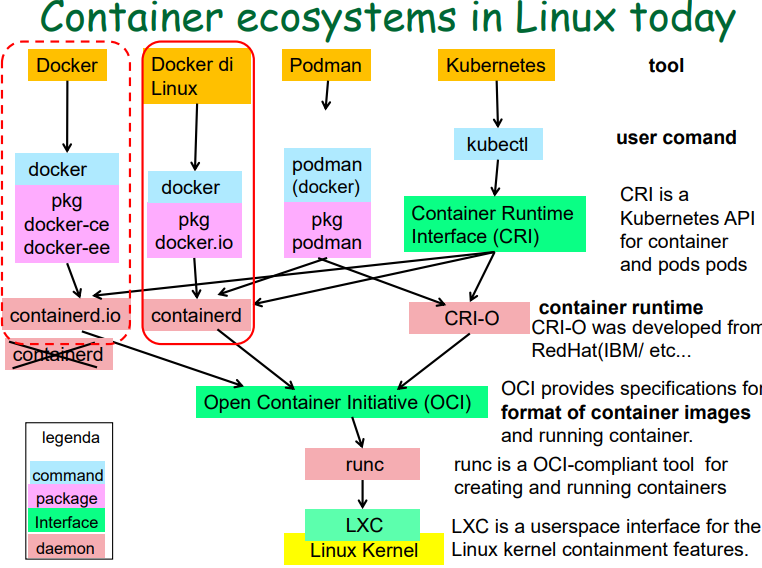 Container ecosystems in Linux today
Docker
Docker di
Linux
Podman
Kubernetes
tool
docker
pkg
docker-ce
docker-ee
docker
pkg
docker.io
podman
(docker)
pkg
podman
kubectl
user comand
Container Runtime
Interface (CRI)
CRI is a
Kubernetes API
for container
and pods pods
containerd.io
containerd
containerd
CRI-O
container runtime
CRI-O was developed from
RedHat(IBM/ etc...
Open Container Initiative (OCI)
OCI provides specifications for
format of container images
and running container.
legenda
command
package
Interface
daemon
runc
runc is a OCI-compliant tool for
creating and running containers
LXC
Linux Kernel
LXC is a userspace interface for the
Linux kernel containment features.